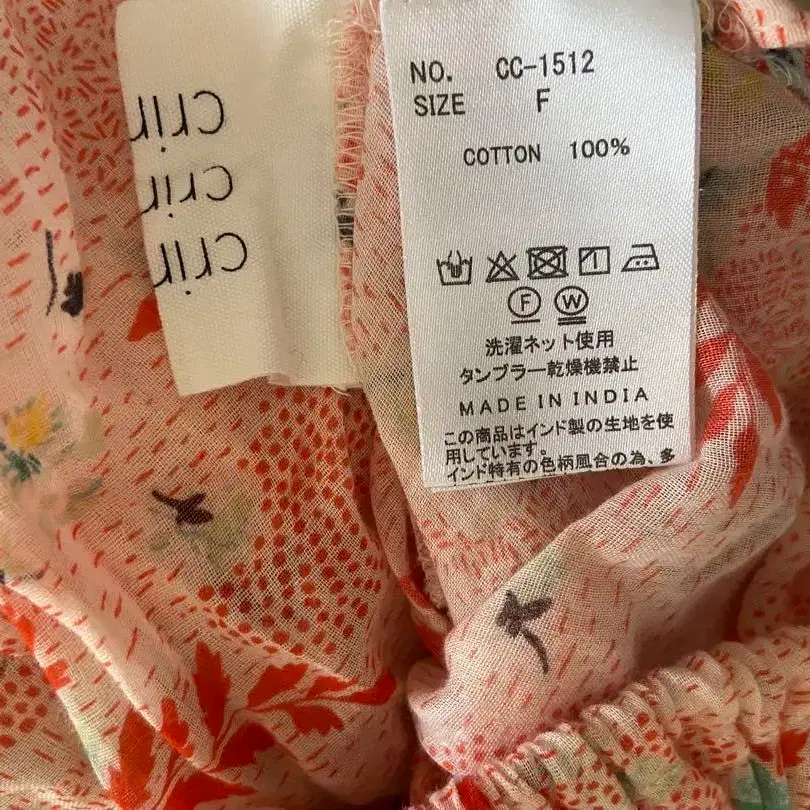 Crir
Crir
Crir
NO. CC-1512
SIZE F
COTTON 100%
F W
洗濯ネット使用
タンブラー乾燥機禁止
MADE IN INDIA
この商品はインド製の生地を使
用しています。
インド特有の色柄風合の為、多